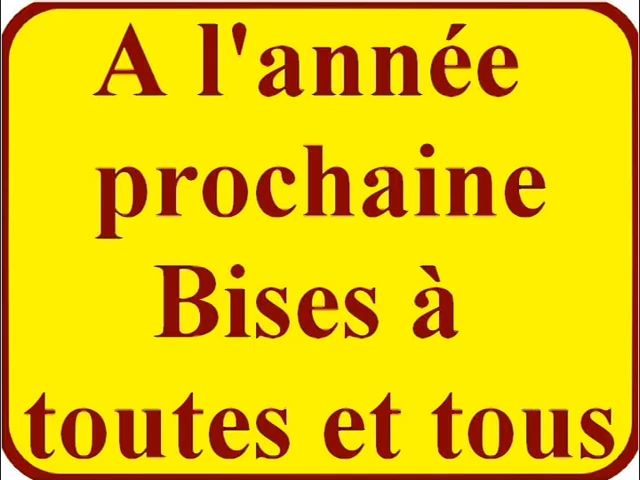 A l'année
prochaine
Bises à
toutes et tous